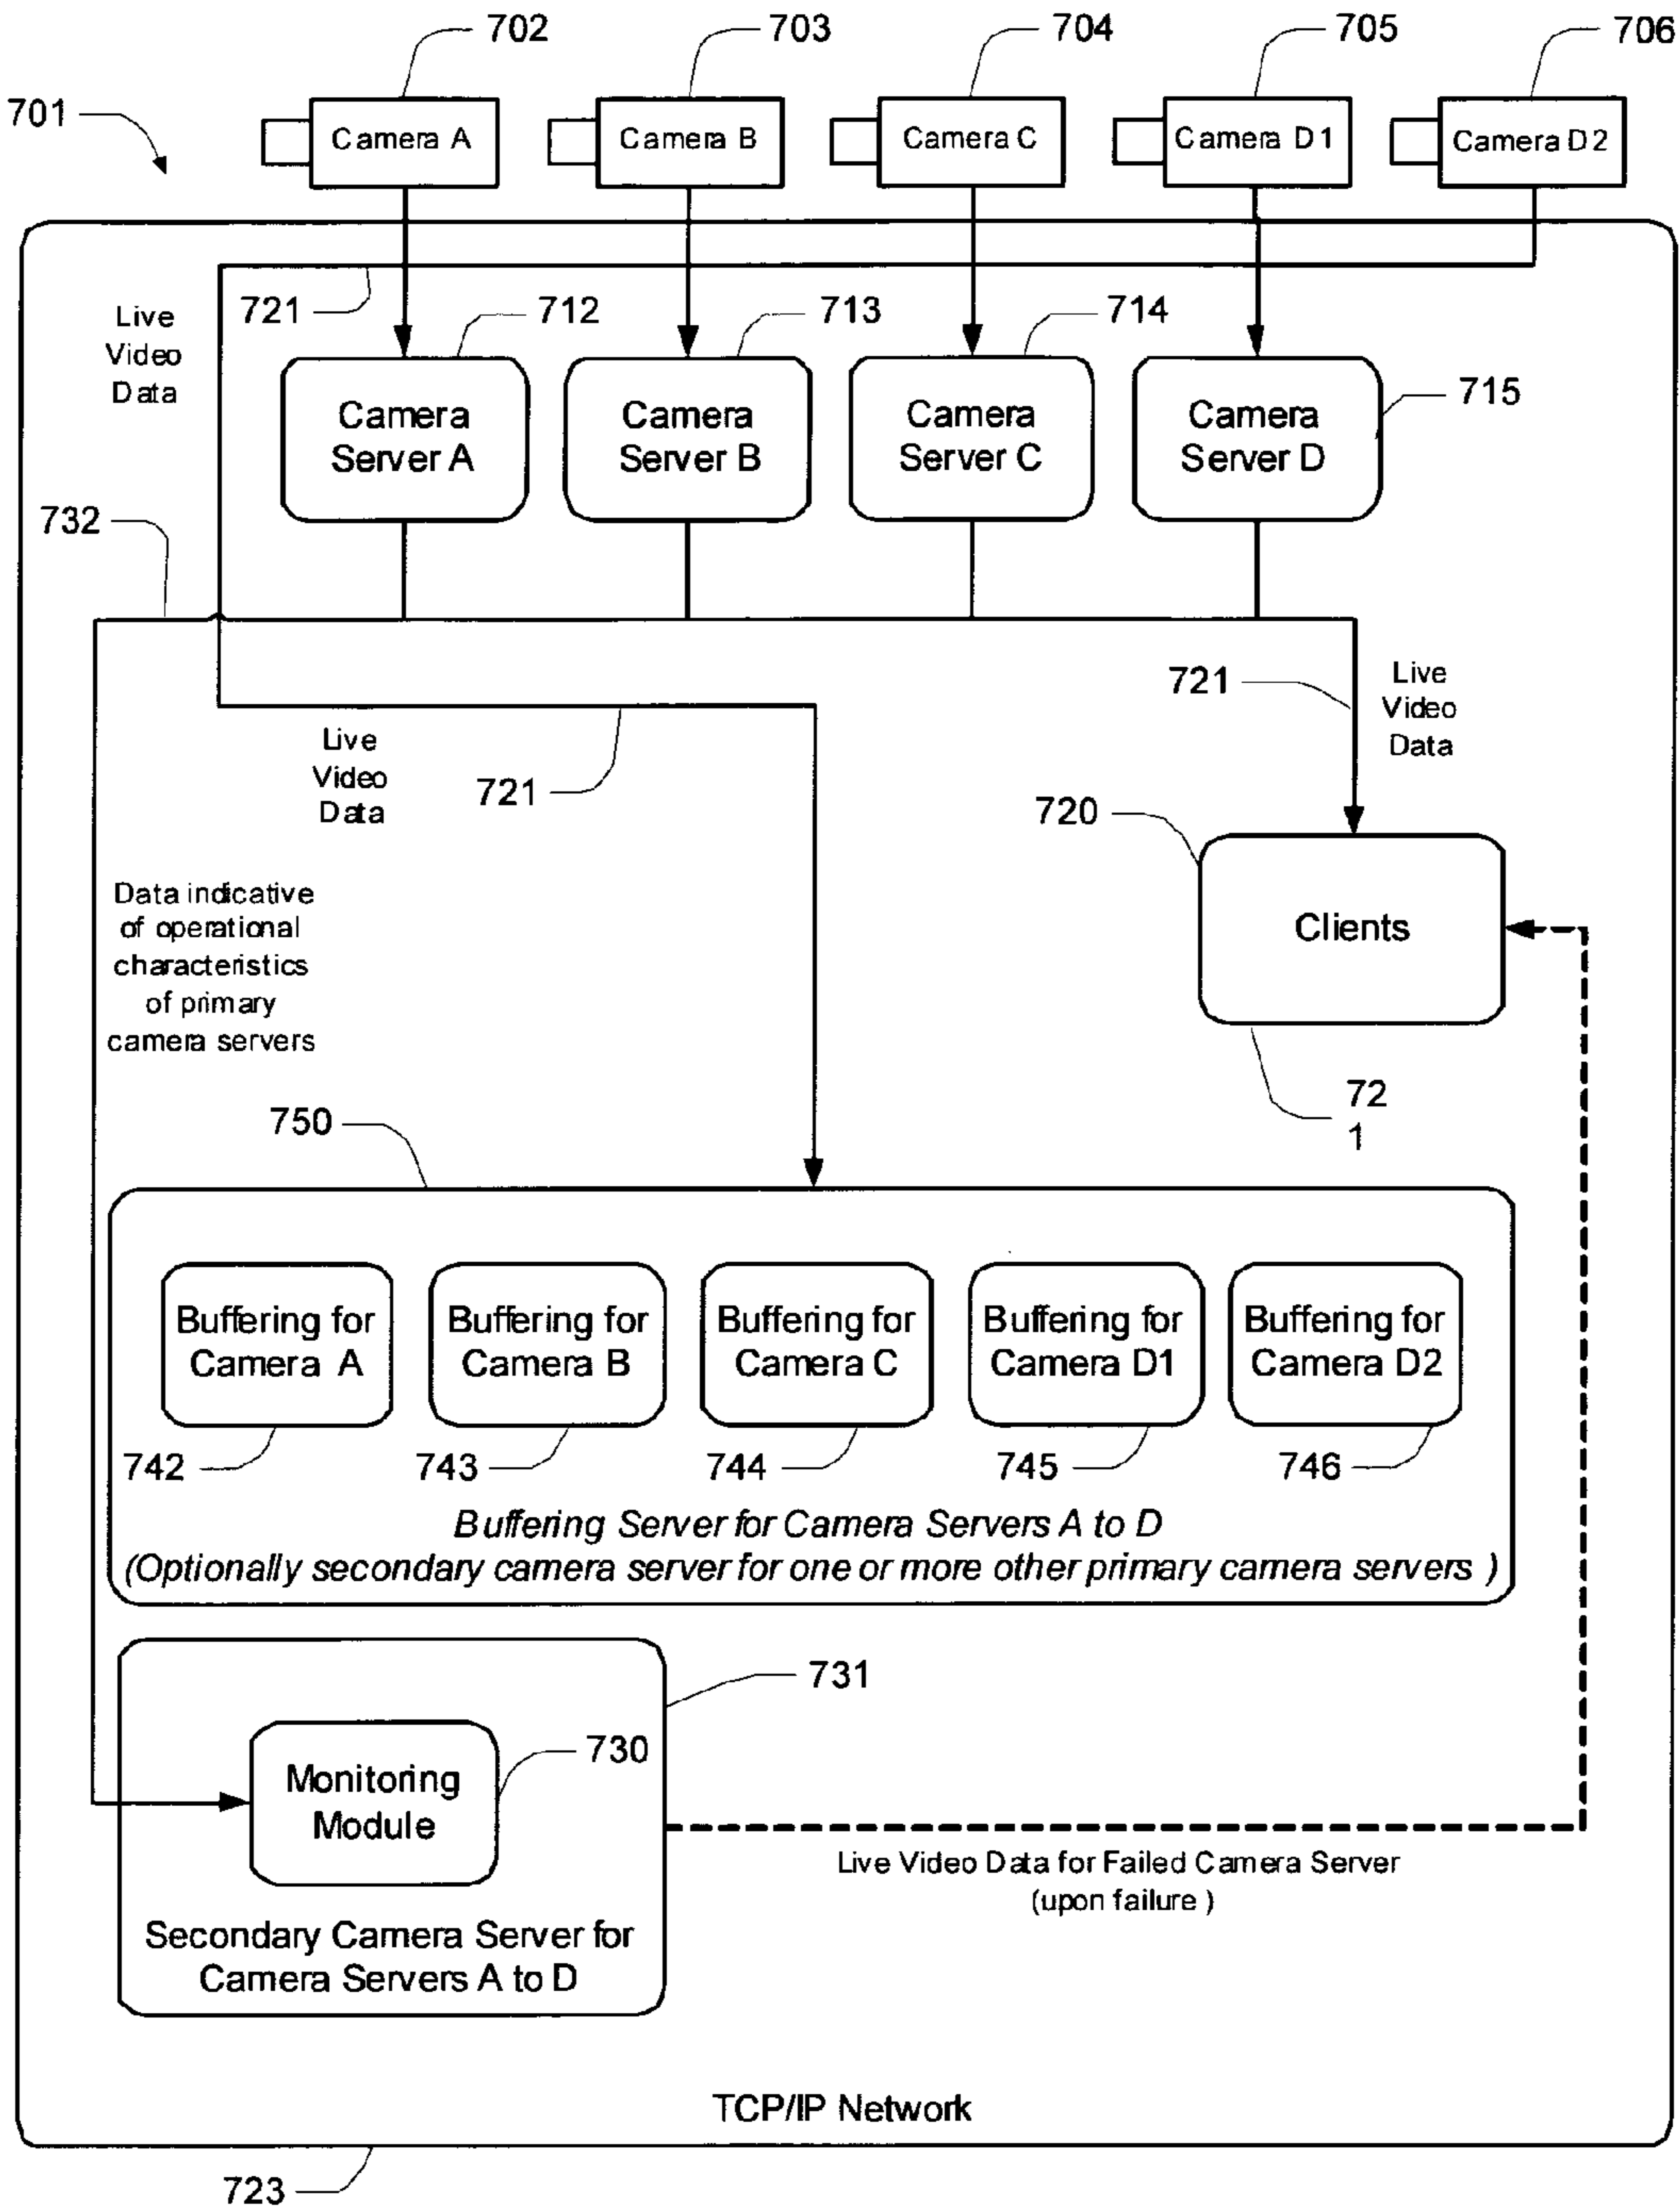 702
703
704
705
706
701
Camera A
Camera B
Camera C
Camera D1
Camera D2
721
712
713
714
715
Live
Video
Data
Camera
Server A
Camera
Server B
Camera
Server C
Camera
Server D
732
721
Live
Video
Data
Live
Video
Data
721
720
Clients
72
1
Data indicative
of operational
characteristics
of primary
camera servers
750
Buffering for
Camera A
Buffering for
Camera B
Buffering for
Camera C
Buffering for
Camera D1
Buffering for
Camera D2
742
743
744
745
746
Buffering Server for Camera Servers A to D
(Optionally secondary camera server for one or more other primary camera servers )
731
730
Monitoring
Module
Live Video Data for Failed Camera Server
(upon failure )
Secondary Camera Server for
Camera Servers A to D
TCP/IP Network
723